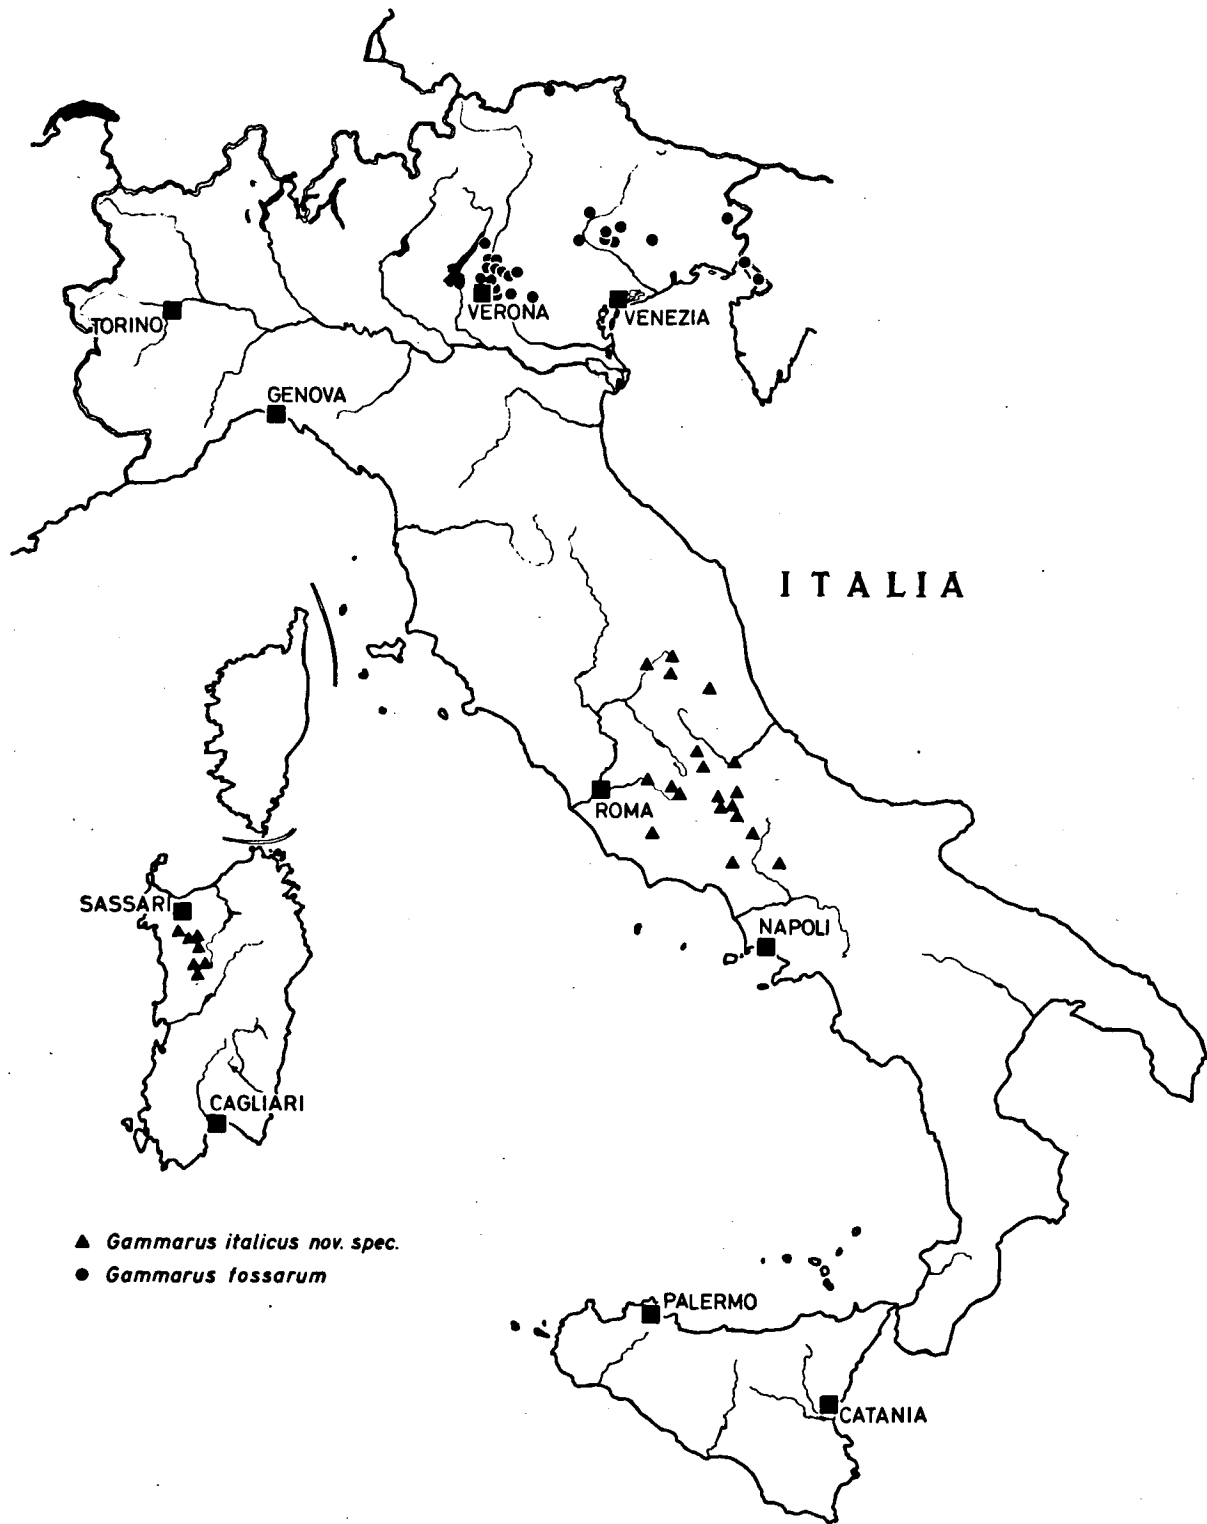 VERONA
VENEZIA
TORINO
GENOVA
ITALIA
ROMA
SASSARI
NAPOLI
CAGLIARI
Gammarus italicus nov. spec.
Gammarus fossarum
PALERMO
CATANIA